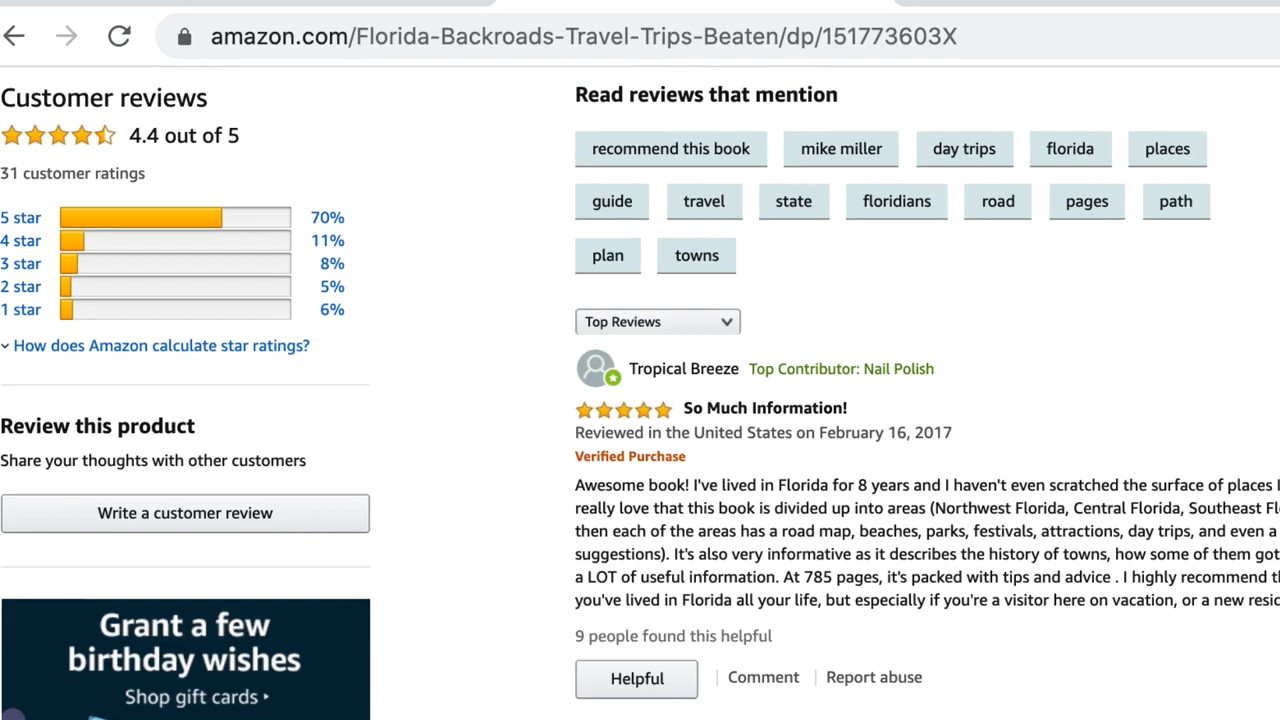 amazon.com/Florida-Backroads-Travel-Trips-Beaten/dp/151773603X
Customer reviews
4.4 out of 5
31 customer ratings
5 star 70%
4 star 11%
3 star 8%
2 star 5%
1 star 6%
How does Amazon calculate star ratings?
Review this product
Share your thoughts with other customers
Write a customer review
Grant a few
birthday wishes
Shop gift cards
Read reviews that mention
recommend this book mike miller day trips florida places
guide travel state floridians road pages path
plan towns
Top Reviews
Tropical Breeze Top Contributor: Nail Polish
So Much Information!
Reviewed in the United States on February 16, 2017
Verified Purchase
Awesome book! I've lived in Florida for 8 years and I haven't even scratched the surface of places
really love that this book is divided up into areas (Northwest Florida, Central Florida, Southeast
then each of the areas has a road map, beaches, parks, festivals, attractions, day trips, and even a
suggestions). It's also very informative as it describes the history of towns, how some of them got
a LOT of useful information. At 785 pages, it's packed with tips and advice . I highly recommend
you've lived in Florida all your life, but especially if you're a visitor here on vacation, or a new
9 people found this helpful
Helpful Comment Report abuse